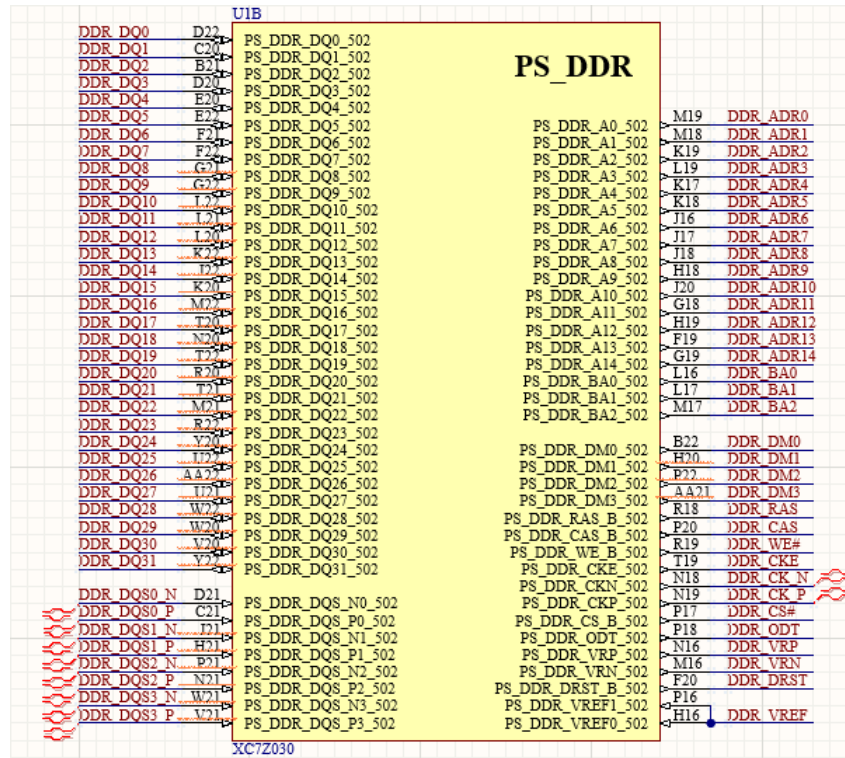 U1B
PS_DDR
DDR_DQ0 D22 PS_DDR_DQ0_502
DDR_DQ1 C20 PS_DDR_DQ1_502
DDR_DQ2 B21 PS_DDR_DQ2_502
DDR_DQ3 D20 PS_DDR_DQ3_502
DDR_DQ4 E20 PS_DDR_DQ4_502
DDR_DQ5 E22 PS_DDR_DQ5_502
DDR_DQ6 F21 PS_DDR_DQ6_502
DDR_DQ7 F22 PS_DDR_DQ7_502
DDR_DQ8 G21 PS_DDR_DQ8_502
DDR_DQ9 G22 PS_DDR_DQ9_502
DDR_DQ10 L22 PS_DDR_DQ10_502
DDR_DQ11 L21 PS_DDR_DQ11_502
DDR_DQ12 L20 PS_DDR_DQ12_502
DDR_DQ13 K22 PS_DDR_DQ13_502
DDR_DQ14 J22 PS_DDR_DQ14_502
DDR_DQ15 K20 PS_DDR_DQ15_502
DDR_DQ16 M22 PS_DDR_DQ16_502
DDR_DQ17 T20 PS_DDR_DQ17_502
DDR_DQ18 N20 PS_DDR_DQ18_502
DDR_DQ19 T22 PS_DDR_DQ19_502
DDR_DQ20 R20 PS_DDR_DQ20_502
DDR_DQ21 T21 PS_DDR_DQ21_502
DDR_DQ22 M21 PS_DDR_DQ22_502
DDR_DQ23 R22 PS_DDR_DQ23_502
DDR_DQ24 Y20 PS_DDR_DQ24_502
DDR_DQ25 U22 PS_DDR_DQ25_502
DDR_DQ26 AA22 PS_DDR_DQ26_502
DDR_DQ27 U21 PS_DDR_DQ27_502
DDR_DQ28 W22 PS_DDR_DQ28_502
DDR_DQ29 W20 PS_DDR_DQ29_502
DDR_DQ30 V20 PS_DDR_DQ30_502
DDR_DQ31 Y22 PS_DDR_DQ31_502
DDR_DQS0_N D21 PS_DDR_DQS_N0_502
DDR_DQS0_P C21 PS_DDR_DQS_P0_502
DDR_DQS1_N J21 PS_DDR_DQS_N1_502
DDR_DQS1_P H21 PS_DDR_DQS_P1_502
DDR_DQS2_N P21 PS_DDR_DQS_N2_502
DDR_DQS2_P N21 PS_DDR_DQS_P2_502
DDR_DQS3_N W21 PS_DDR_DQS_N3_502
DDR_DQS3_P V21 PS_DDR_DQS_P3_502
PS_DDR_A0_502 M19 DDR_ADR0
PS_DDR_A1_502 M18 DDR_ADR1
PS_DDR_A2_502 K19 DDR_ADR2
PS_DDR_A3_502 L19 DDR_ADR3
PS_DDR_A4_502 K17 DDR_ADR4
PS_DDR_A5_502 K18 DDR_ADR5
PS_DDR_A6_502 J16 DDR_ADR6
PS_DDR_A7_502 J17 DDR_ADR7
PS_DDR_A8_502 J18 DDR_ADR8
PS_DDR_A9_502 H18 DDR_ADR9
PS_DDR_A10_502 J20 DDR_ADR10
PS_DDR_A11_502 G18 DDR_ADR11
PS_DDR_A12_502 H19 DDR_ADR12
PS_DDR_A13_502 F19 DDR_ADR13
PS_DDR_A14_502 G19 DDR_ADR14
PS_DDR_BA0_502 L16 DDR_BA0
PS_DDR_BA1_502 L17 DDR_BA1
PS_DDR_BA2_502 M17 DDR_BA2
PS_DDR_DM0_502 B22 DDR_DM0
PS_DDR_DM1_502 H20 DDR_DM1
PS_DDR_DM2_502 P22 DDR_DM2
PS_DDR_DM3_502 AA21 DDR_DM3
PS_DDR_RAS_B_502 R18 DDR_RAS
PS_DDR_CAS_B_502 P20 DDR_CAS
PS_DDR_WE_B_502 R19 DDR_WE#
PS_DDR_CKE_502 T19 DDR_CKE
PS_DDR_CKN_502 N18 DDR_CK_N
PS_DDR_CKP_502 N19 DDR_CK_P
PS_DDR_CS_B_502 P17 DDR_CS#
PS_DDR_ODT_502 P18 DDR_ODT
PS_DDR_VRP_502 N16 DDR_VRP
PS_DDR_VRN_502 M16 DDR_VRN
PS_DDR_DRST_B_502 F20 DDR_DRST
PS_DDR_VREF1_502 P16
PS_DDR_VREF0_502 H16 DDR_VREF
XC7Z030